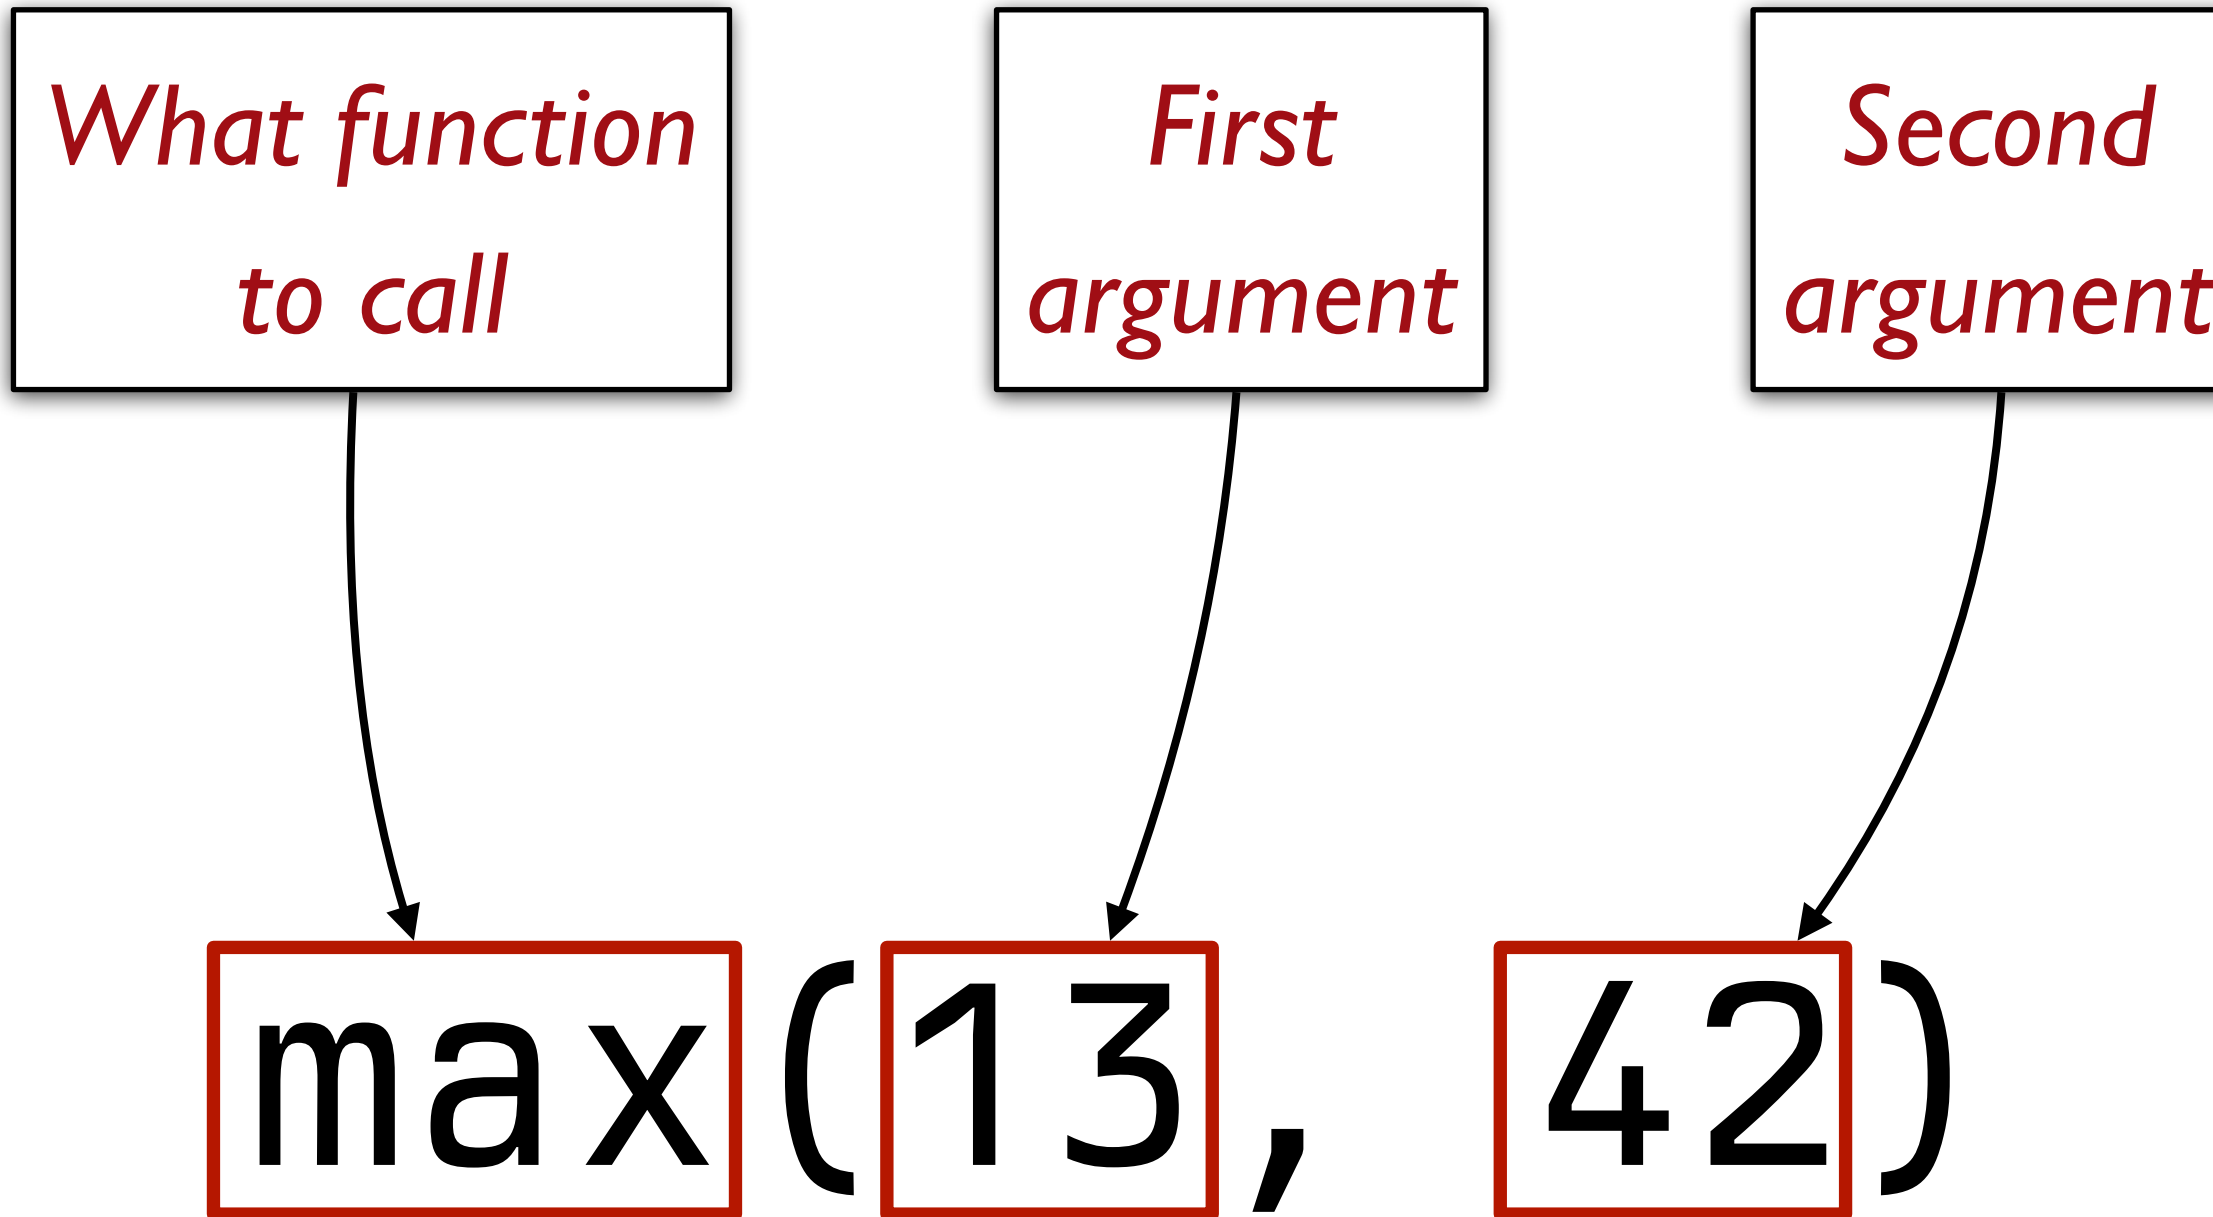 What function
to call
First
argument
Second
argument
max(13, 42)